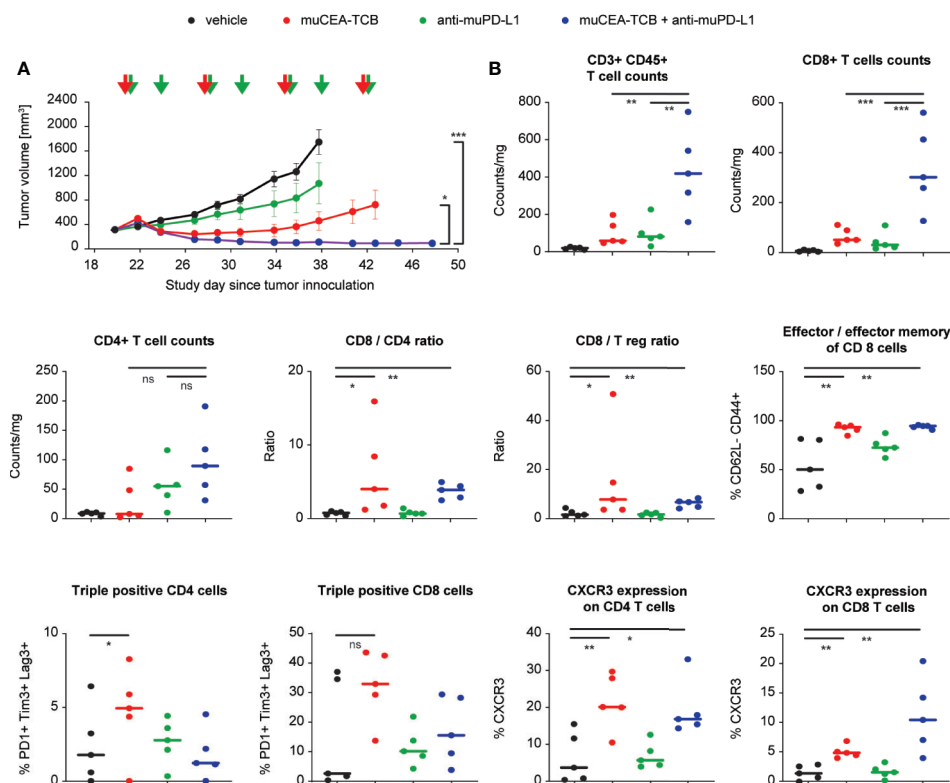 vehicle muCEA-TCB anti-muPD-L1 muCEA-TCB + anti-muPD-L1
A
Tumor volume [mm³]
2400
2000
1600
1200
800
400
0
18 22 26 30 34 38 42 46 50
Study day since tumor innoculation
***
*
B
CD3+ CD45+
T cell counts
Ccounts/mg
800
600
400
200
0
** **
CD8+ T cells counts
Ccounts/mg
600
400
200
0
*** ***
CD4+ T cell counts
Counts/mg
250
200
150
100
50
0
ns ns
CD8 / CD4 ratio
Ratio
20
10
0
* **
CD8 / T reg ratio
Ratio
60
40
20
0
* **
Effector / effector memory
of CD 8 cells
% CD62L- CD44+
150
100
50
0
** **
Triple positive CD4 cells
% PD1+ Tim3+ Lag3+
10
5
0
*
Triple positive CD8 cells
% PD1+ Tim3+ Lag3+
50
40
30
20
10
0
ns
CXCR3 expression
on CD4 T cells
% CXCR3
40
30
20
10
0
** *
CXCR3 expression
on CD8 T cells
% CXCR3
25
20
15
10
5
0
** **